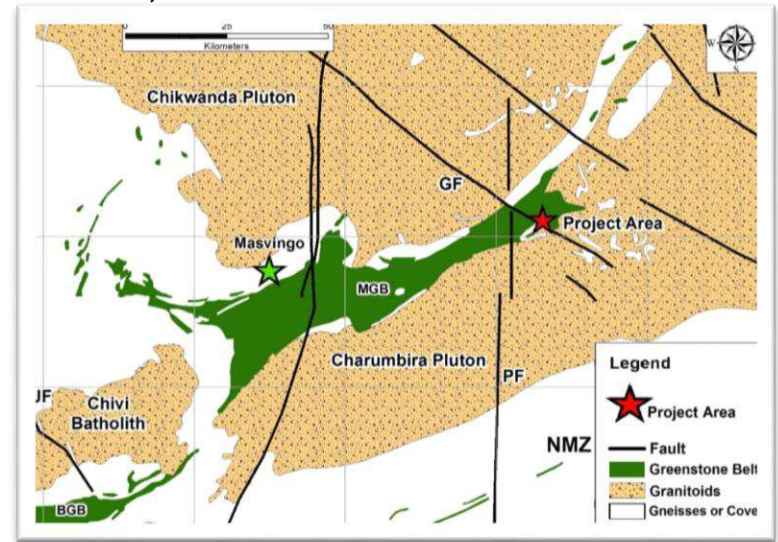 0 25 50
Kilometers
W
S
Chikwanda Pluton
GF
Project Area
Masvingo
MGB
Charumbira Pluton
PF
JF
Chivi
Batholith
NMZ
BGB
Legend
Project Area
Fault
Greenstone Belt
Granitoids
Gneisses or Cove